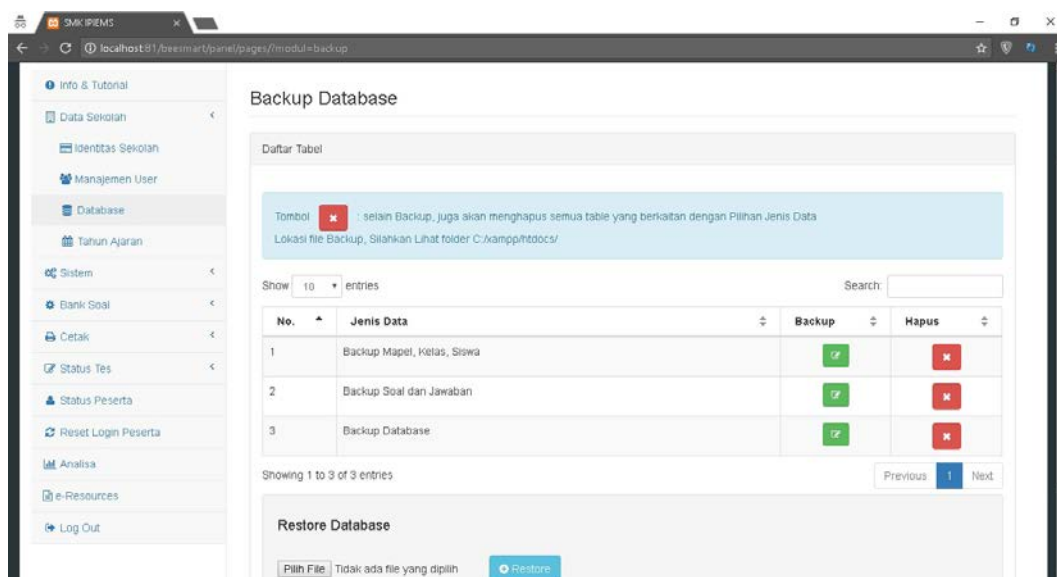 SMK IPIEMS
localhost:81/beesmart/panel/pages/?modul=backup
Info & Tutorial
Data Sekolah
Identitas Sekolah
Manajemen User
Database
Tahun Ajaran
Sistem
Bank Soal
Cetak
Status Tes
Status Peserta
Reset Login Peserta
Analisa
e-Resources
Log Out
Backup Database
Daftar Tabel
Tombol : selain Backup, juga akan menghapus semua table yang berkaitan dengan Pilihan Jenis Data
Lokasi file Backup, Silahkan Lihat folder C:/xampp/htdocs/
Show 10 entries Search:
No. Jenis Data Backup Hapus
1 Backup Mapel, Kelas, Siswa
2 Backup Soal dan Jawaban
3 Backup Database
Showing 1 to 3 of 3 entries Previous 1 Next
Restore Database
Pilih File Tidak ada file yang dipilih Restore